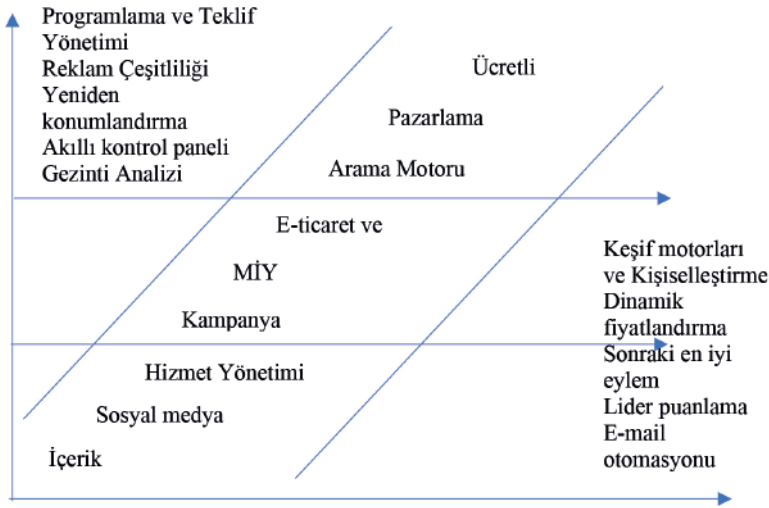 Programlama ve Teklif
Yönetimi
Reklam Çeşitliliği
Yeniden
konumlandırma
Akıllı kontrol paneli
Gezinti Analizi
Ücretli
Pazarlama
Arama Motoru
E-ticaret ve
MİY
Kampanya
Hizmet Yönetimi
Sosyal medya
İçerik
Keşif motorları
ve Kişiselleştirme
Dinamik
fiyatlandırma
Sonraki en iyi
eylem
Lider puanlama
E-mail
otomasyonu